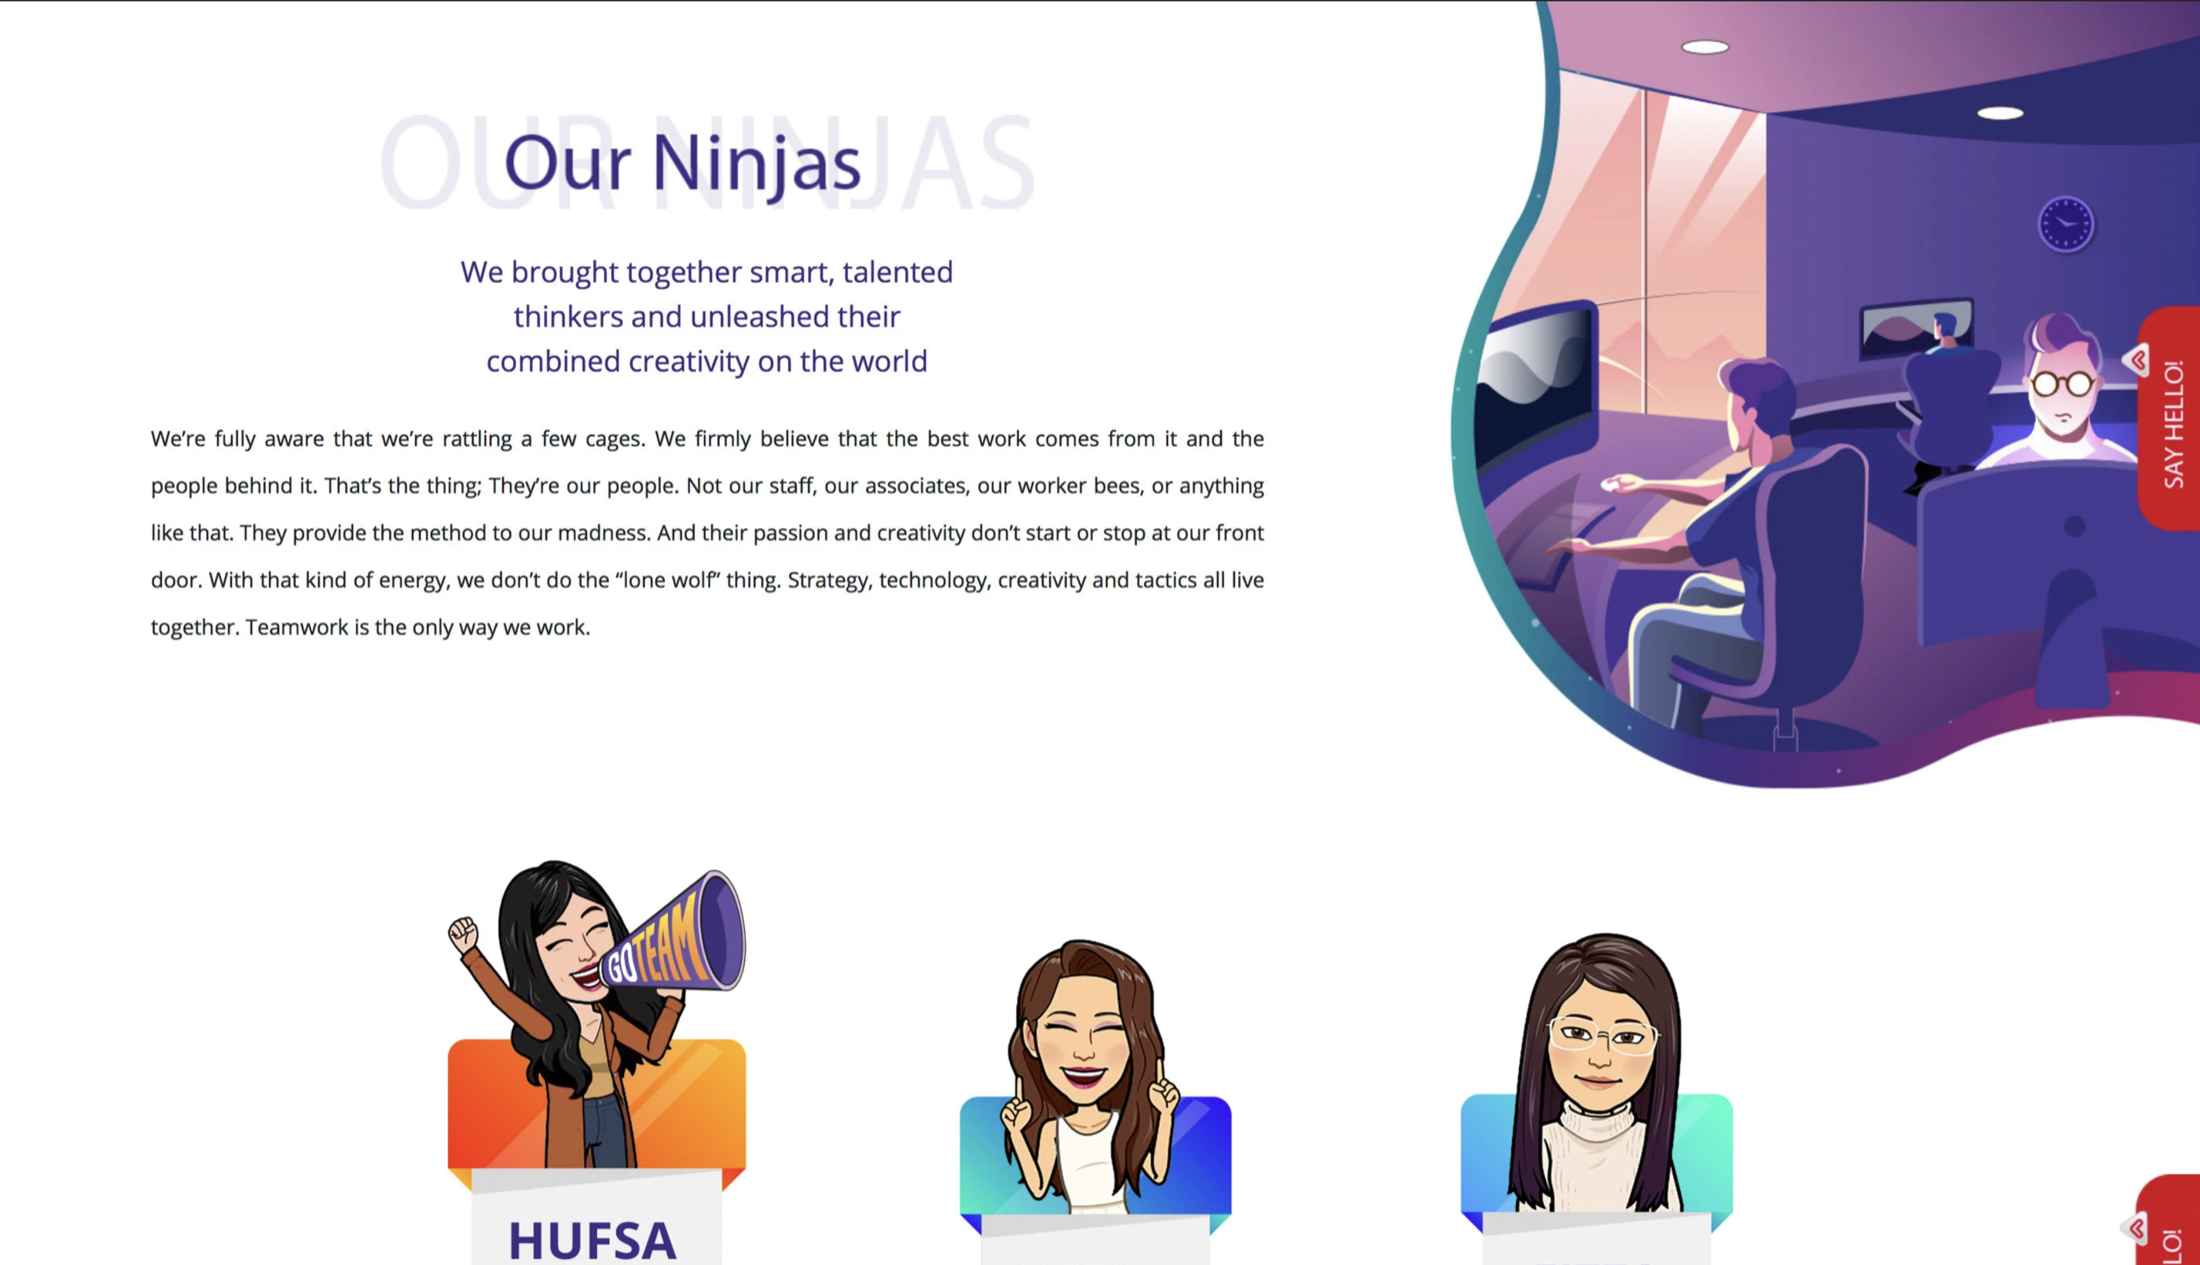 OUR NINJAS
Our Ninjas
We brought together smart, talented
thinkers and unleashed their
combined creativity on the world
We’re fully aware that we’re rattling a few cages. We firmly believe that the best work comes from it and the
people behind it. That’s the thing; They’re our people. Not our staff, our associates, our worker bees, or anything
like that. They provide the method to our madness. And their passion and creativity don’t start or stop at our front
door. With that kind of energy, we don’t do the “lone wolf” thing. Strategy, technology, creativity and tactics all live
together. Teamwork is the only way we work.
SAY HELLO!
GO TEAM
HUFSA
LO!